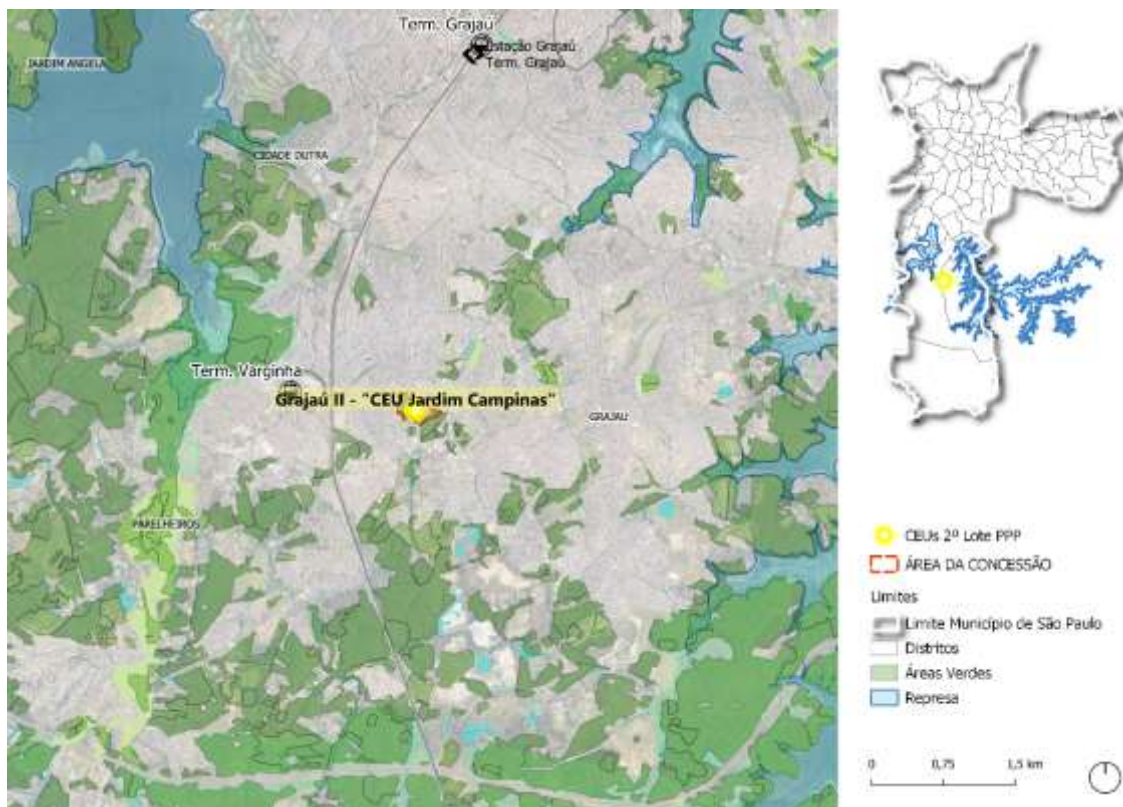 Term. Grajaú
Estação Grajaú
Term. Grajaú
JARDIM ANGELA
CIDADE DUTRA
Term. Varginha
Grajaú II - "CEU Jardim Campinas"
GRAJAU
PARELHEIROS
CEUs 2º Lote PPP
ÁREA DA CONCESSÃO
Limites
Limite Município de São Paulo
Distritos
Áreas Verdes
Represa
0 0,75 1,5 km